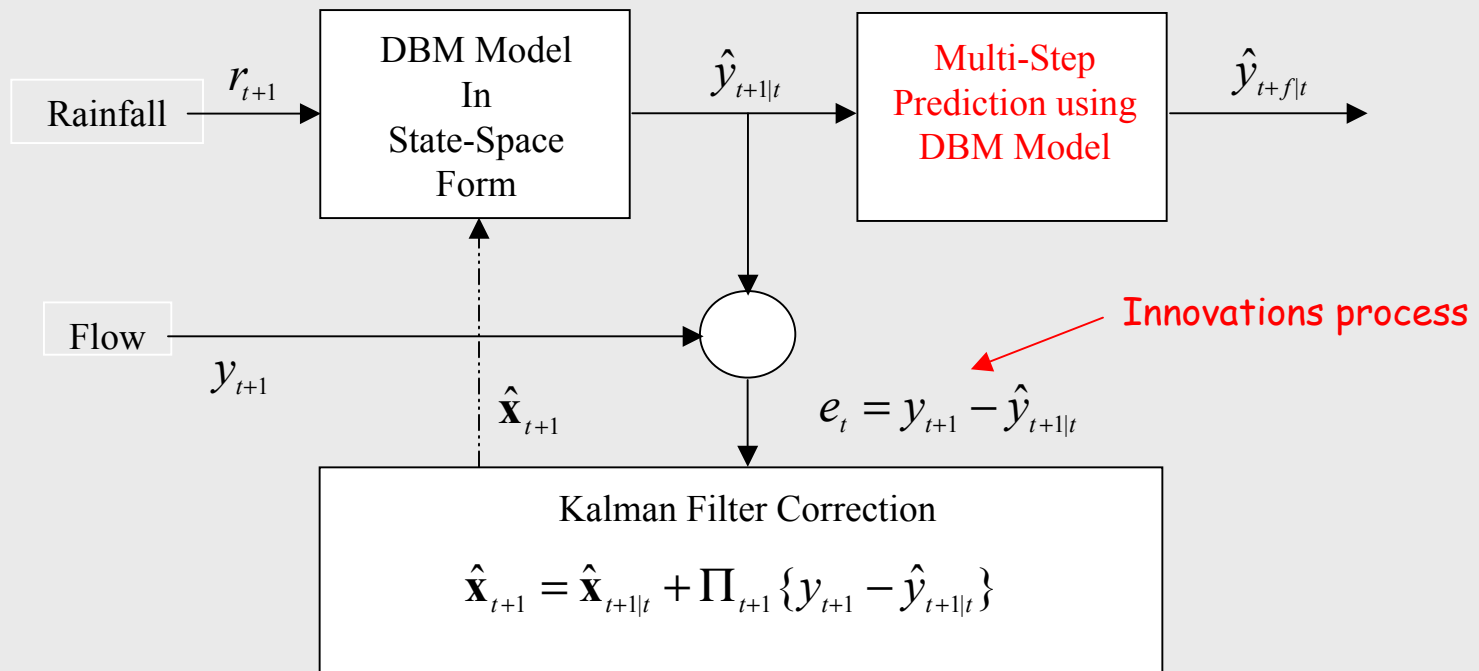 Rainfall
r_{t+1}
DBM Model
In
State-Space
Form
ŷ_{t+1|t}
Multi-Step
Prediction using
DBM Model
ŷ_{t+f|t}
Flow
y_{t+1}
x̂_{t+1}
Innovations process
e_t = y_{t+1} − ŷ_{t+1|t}
Kalman Filter Correction
x̂_{t+1} = x̂_{t+1|t} + Π_{t+1} {y_{t+1} − ŷ_{t+1|t}}